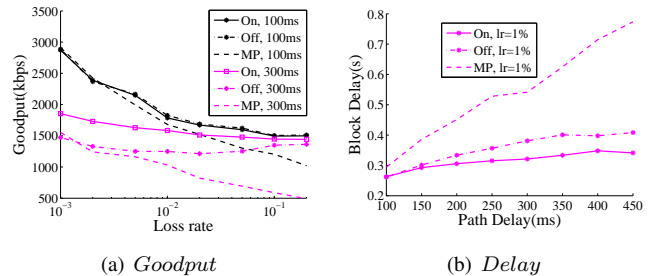 3500
3000
2500
2000
1500
1000
500
Goodput(kbps)
On, 100ms
Off, 100ms
MP, 100ms
On, 300ms
Off, 300ms
MP, 300ms
10⁻³
10⁻²
10⁻¹
Loss rate
(a) Goodput
0.8
0.7
0.6
0.5
0.4
0.3
0.2
Block Delay(s)
On, lr=1%
Off, lr=1%
MP, lr=1%
100 150 200 250 300 350 400 450
Path Delay(ms)
(b) Delay